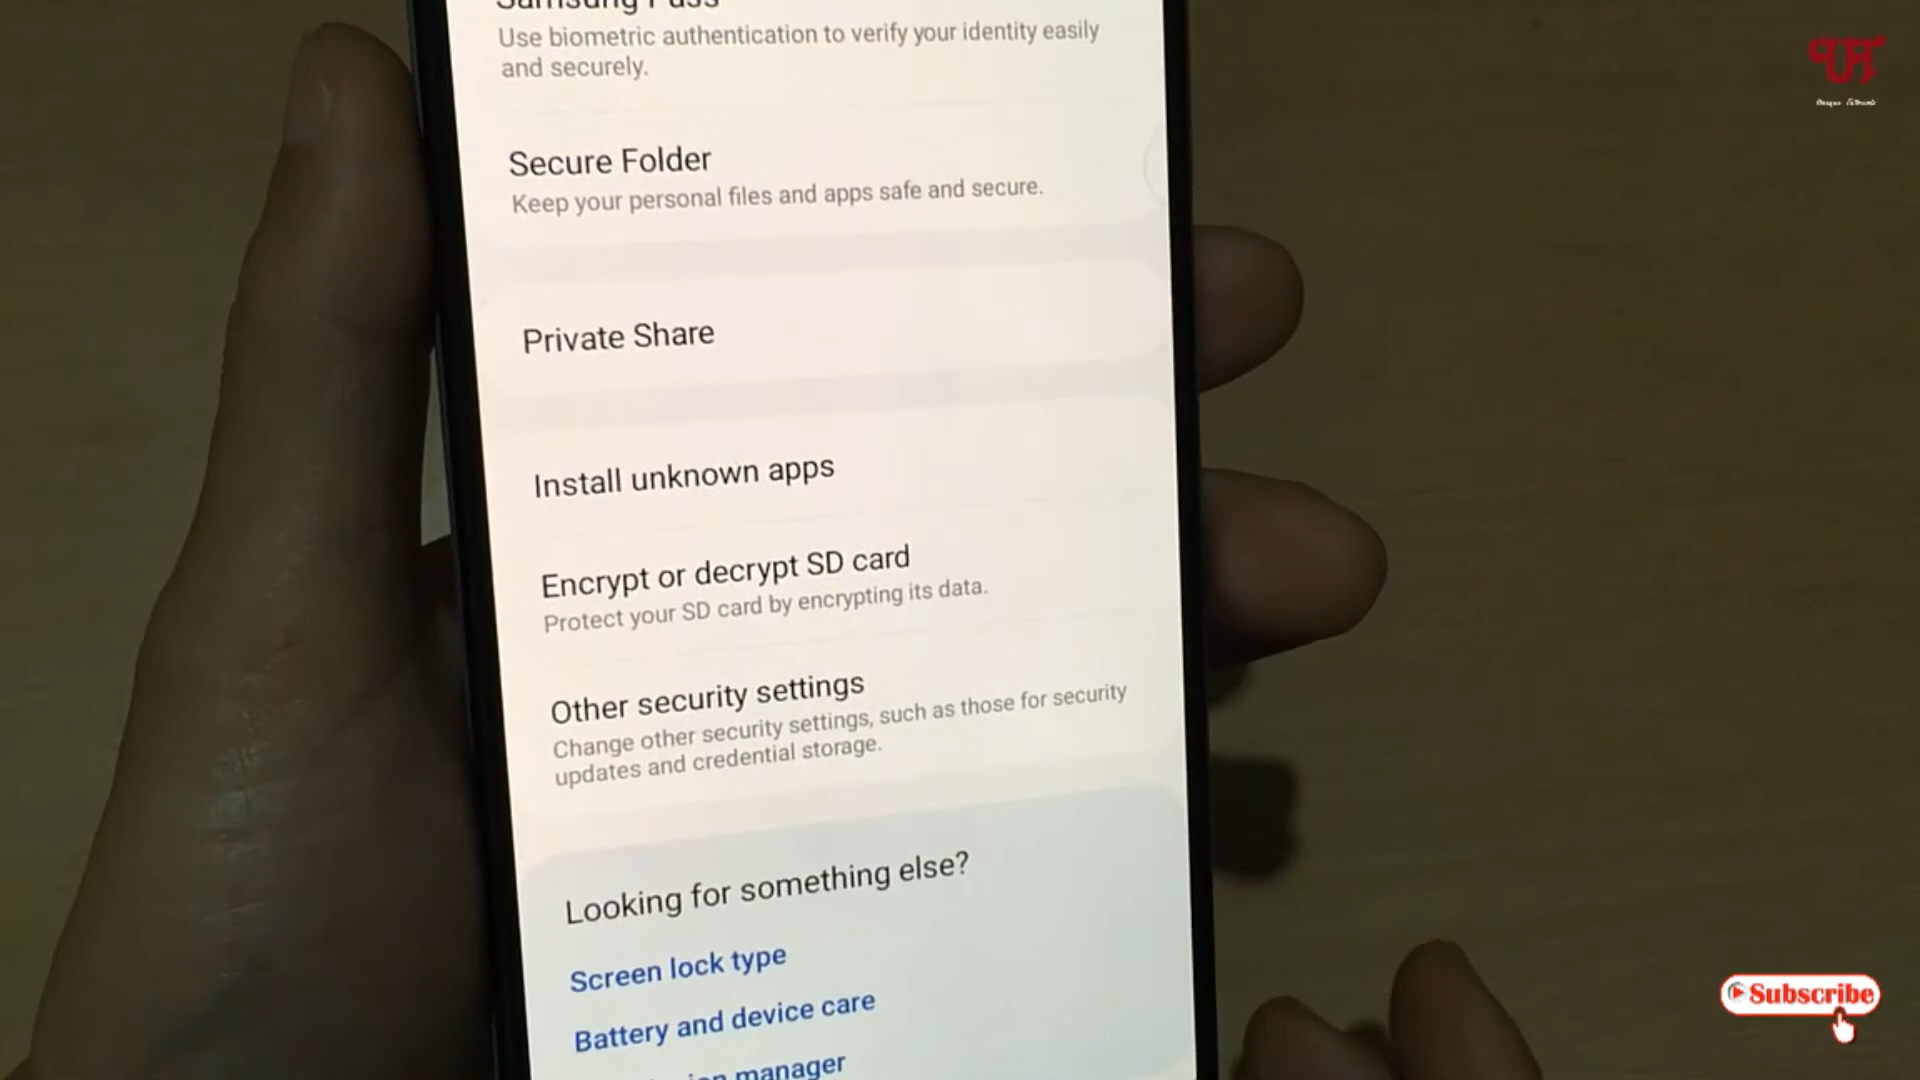 Samsung Pass
Use biometric authentication to verify your identity easily
and securely.
Secure Folder
Keep your personal files and apps safe and secure.
Private Share
Install unknown apps
Encrypt or decrypt SD card
Protect your SD card by encrypting its data.
Other security settings
Change other security settings, such as those for security
updates and credential storage.
Looking for something else?
Screen lock type
Battery and device care
manager
Subscribe